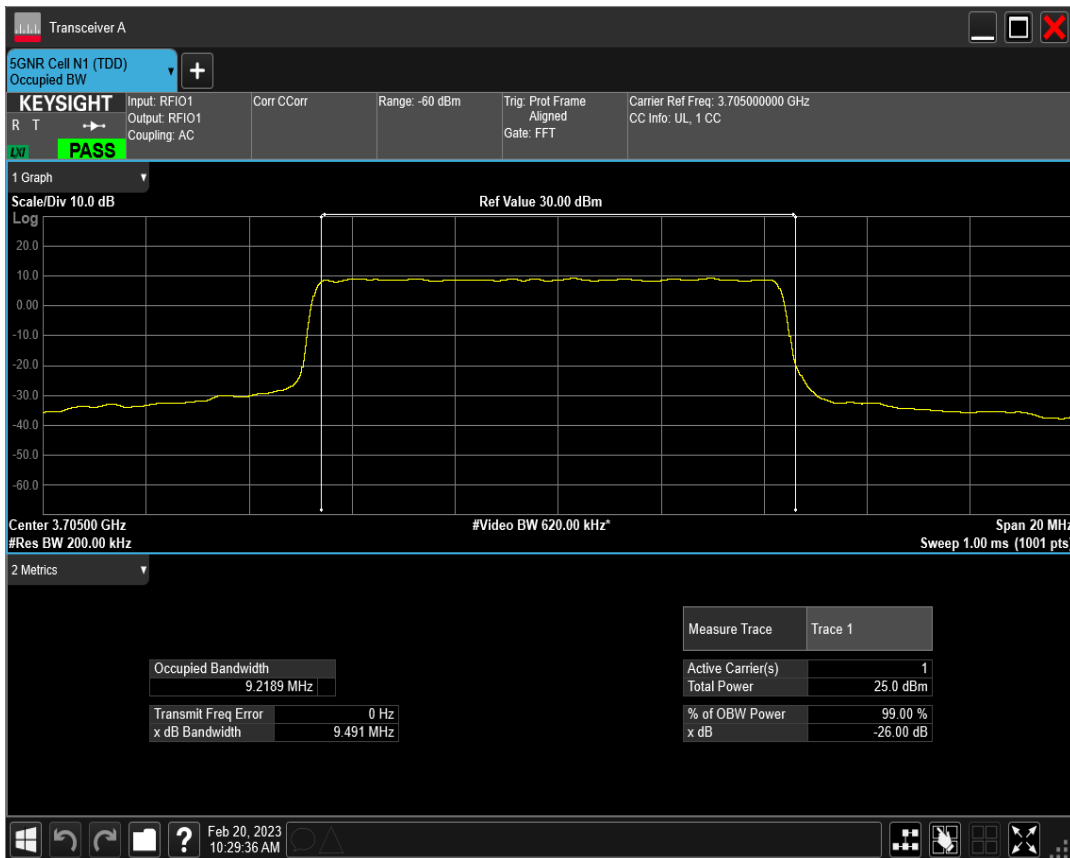 Transceiver A
5GNR Cell N1 (TDD)
Occupied BW
+
KEYSIGHT
R T
LXI
PASS
Input: RFIO1
Output: RFIO1
Coupling: AC
Corr CCorr
Range: -60 dBm
Trig: Prot Frame
Aligned
Gate: FFT
Carrier Ref Freq: 3.705000000 GHz
CC Info: UL, 1 CC
1 Graph
Scale/Div 10.0 dB
Ref Value 30.00 dBm
Log
20.0
10.0
0.00
-10.0
-20.0
-30.0
-40.0
-50.0
-60.0
Center 3.70500 GHz
#Video BW 620.00 kHz*
Span 20 MHz
#Res BW 200.00 kHz
Sweep 1.00 ms (1001 pts)
2 Metrics
Measure Trace Trace 1
Occupied Bandwidth
9.2189 MHz
Transmit Freq Error 0 Hz
x dB Bandwidth 9.491 MHz
Active Carrier(s) 1
Total Power 25.0 dBm
% of OBW Power 99.00 %
x dB -26.00 dB
?
Feb 20, 2023
10:29:36 AM